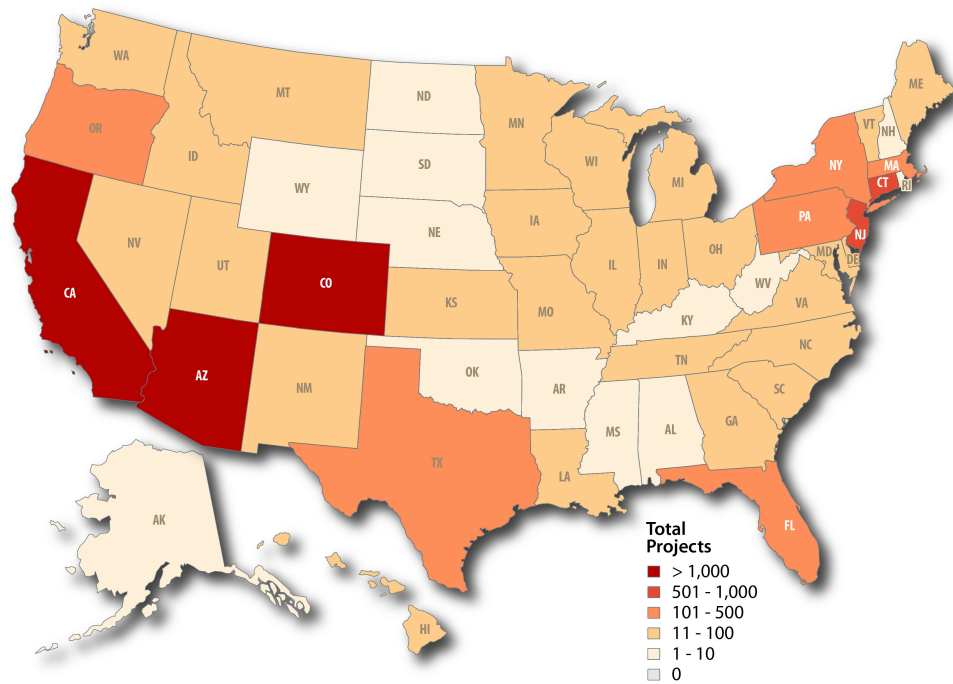 WA
MT
ND
MN
ME
VT
NH
OR
ID
SD
WI
MI
NY
MA
CT
RI
WY
NE
IA
PA
NJ
NV
UT
CO
KS
IL
IN
OH
MD
DE
WV
VA
CA
MO
KY
AZ
NM
OK
AR
TN
NC
SC
MS
AL
GA
TX
LA
FL
AK
HI
Total
Projects
> 1,000
501 - 1,000
101 - 500
11 - 100
1 - 10
0